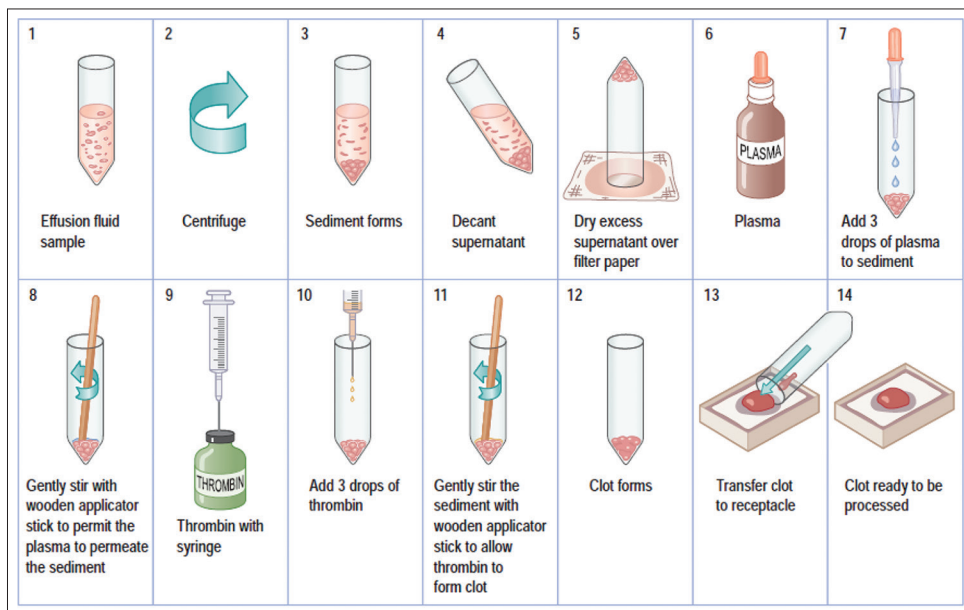 1
Effusion fluid
sample
2
Centrifuge
3
Sediment forms
4
Decant
supernatant
5
Dry excess
supernatant over
filter paper
6
PLASMA
Plasma
7
Add 3
drops of plasma
to sediment
8
Gently stir with
wooden applicator
stick to permit the
plasma to permeate
the sediment
9
THROMBIN
Thrombin with
syringe
10
Add 3 drops of
thrombin
11
Gently stir the
sediment with
wooden applicator
stick to allow
thrombin to
form clot
12
Clot forms
13
Transfer clot
to receptacle
14
Clot ready to be
processed